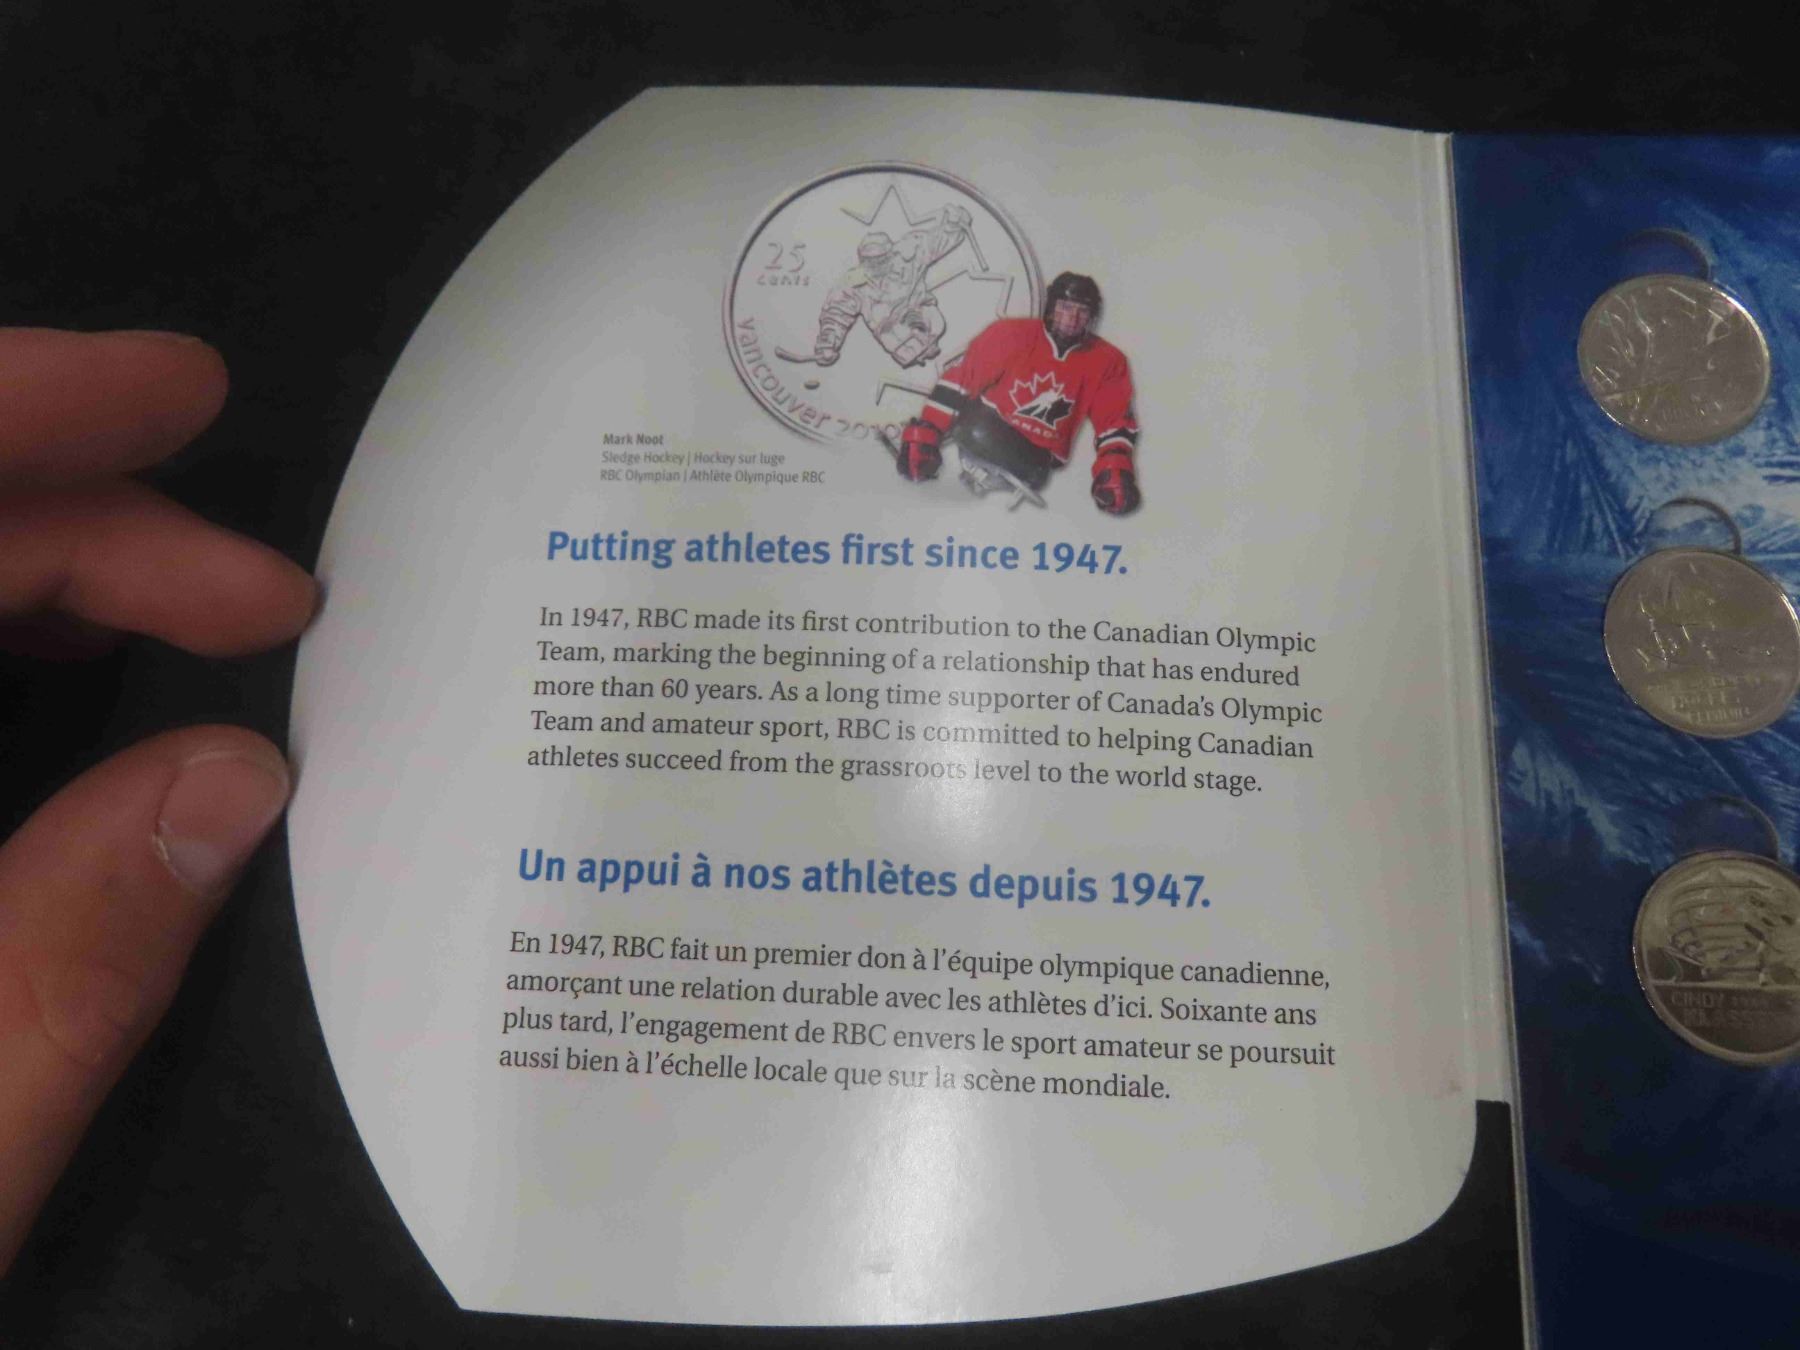 25
cents
vancouver 2010
CANADA
Mark Noot
Sledge Hockey | Hockey sur luge
RBC Olympian | Athlète Olympique RBC
Putting athletes first since 1947.
In 1947, RBC made its first contribution to the Canadian Olympic
Team, marking the beginning of a relationship that has endured
more than 60 years. As a long time supporter of Canada's Olympic
Team and amateur sport, RBC is committed to helping Canadian
athletes succeed from the grassroots level to the world stage.
Un appui à nos athlètes depuis 1947.
En 1947, RBC fait un premier don à l'équipe olympique canadienne,
amorçant une relation durable avec les athlètes d'ici. Soixante ans
plus tard, l'engagement de RBC envers le sport amateur se poursuit
aussi bien à l'échelle locale que sur la scène mondiale.
CINDY
KLASSEN